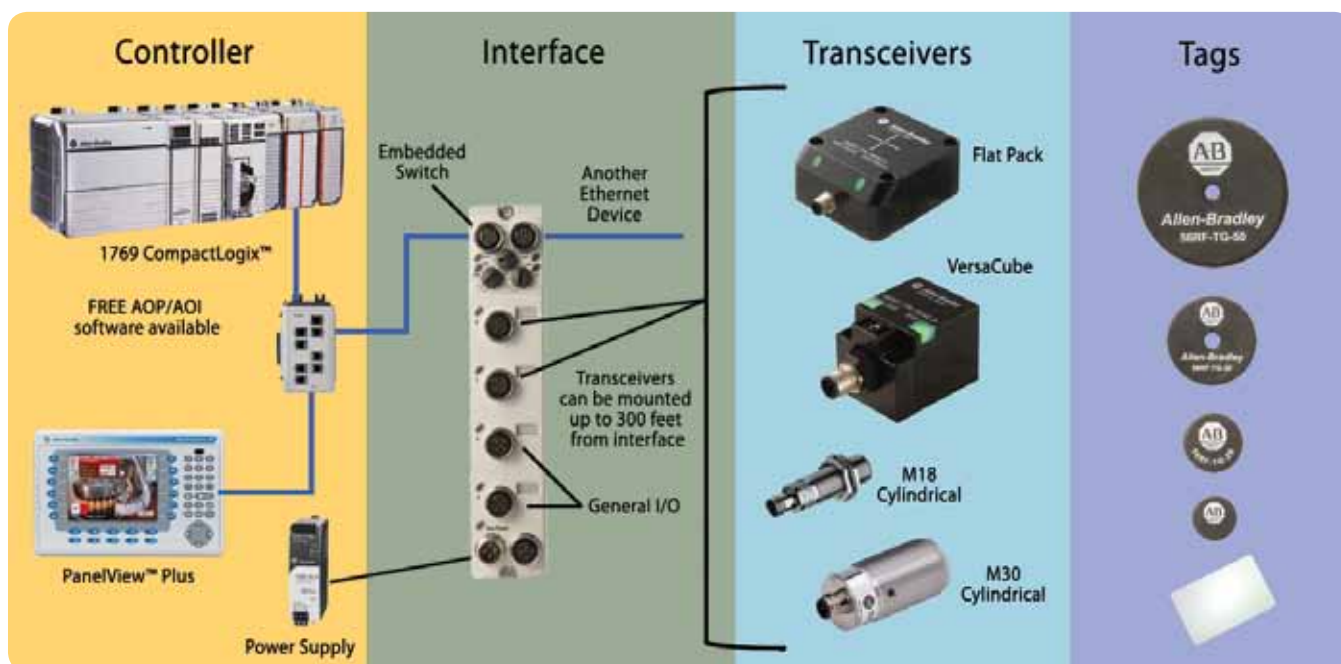 Controller
1769 CompactLogix™
FREE AOP/AOI
software available
PanelView™ Plus
Power Supply
Interface
Embedded
Switch
Another
Ethernet
Device
Transceivers
can be mounted
up to 300 feet
from interface
General I/O
Transceivers
Flat Pack
VersaCube
M18
Cylindrical
M30
Cylindrical
Tags
AB
Allen-Bradley
56RF-TG-50
AB
Allen-Bradley
AB
AB